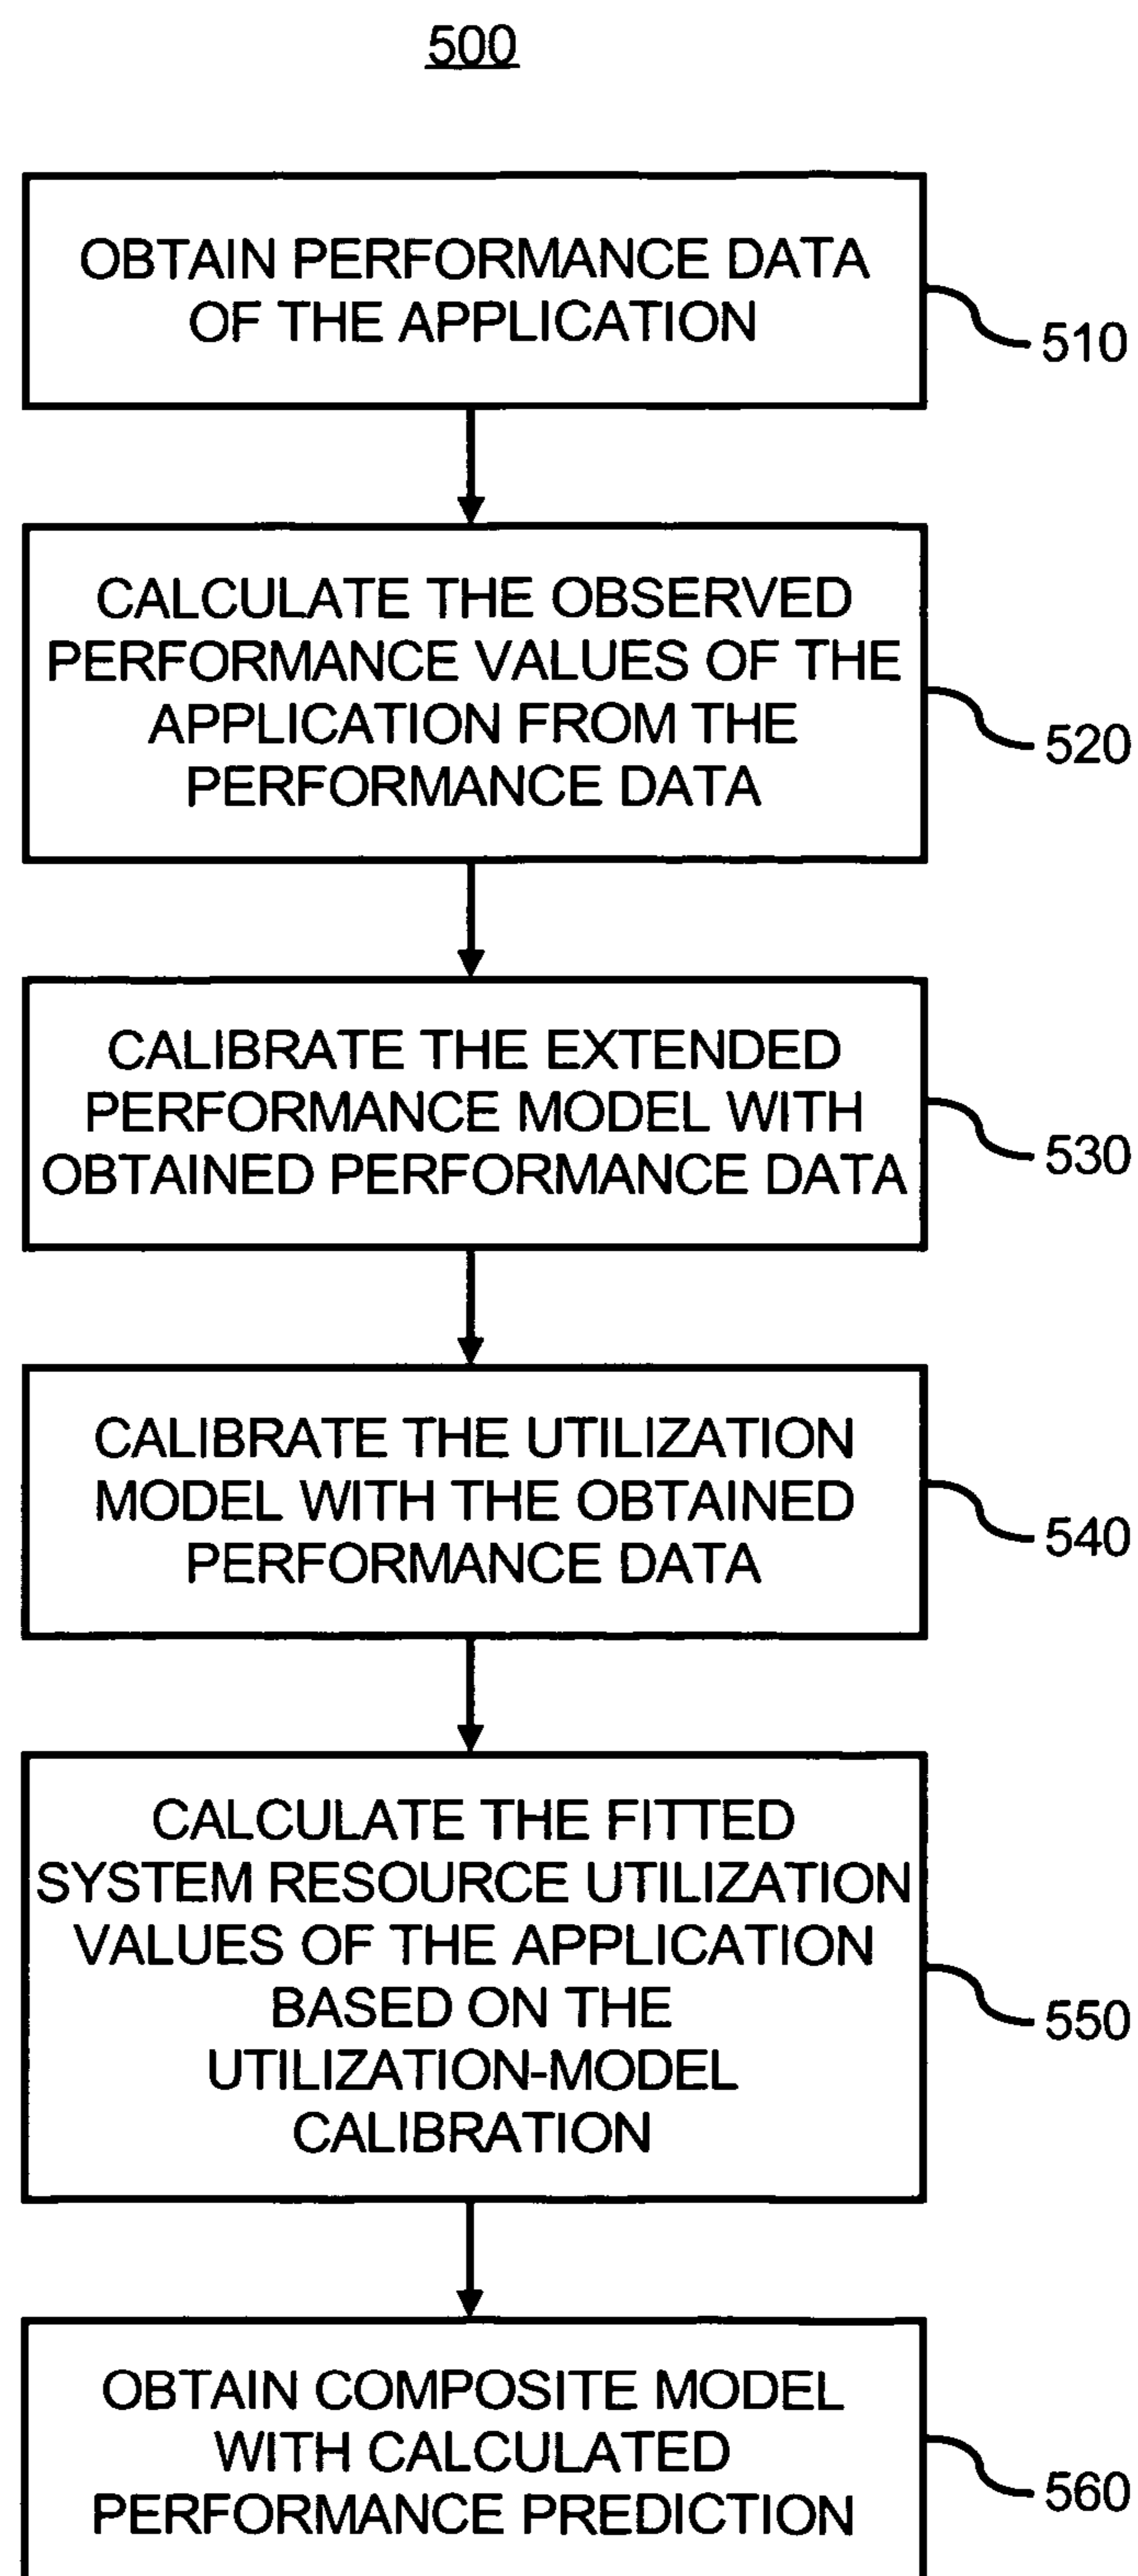 500
OBTAIN PERFORMANCE DATA
OF THE APPLICATION
510
CALCULATE THE OBSERVED
PERFORMANCE VALUES OF THE
APPLICATION FROM THE
PERFORMANCE DATA
520
CALIBRATE THE EXTENDED
PERFORMANCE MODEL WITH
OBTAINED PERFORMANCE DATA
530
CALIBRATE THE UTILIZATION
MODEL WITH THE OBTAINED
PERFORMANCE DATA
540
CALCULATE THE FITTED
SYSTEM RESOURCE UTILIZATION
VALUES OF THE APPLICATION
BASED ON THE
UTILIZATION-MODEL
CALIBRATION
550
OBTAIN COMPOSITE MODEL
WITH CALCULATED
PERFORMANCE PREDICTION
560